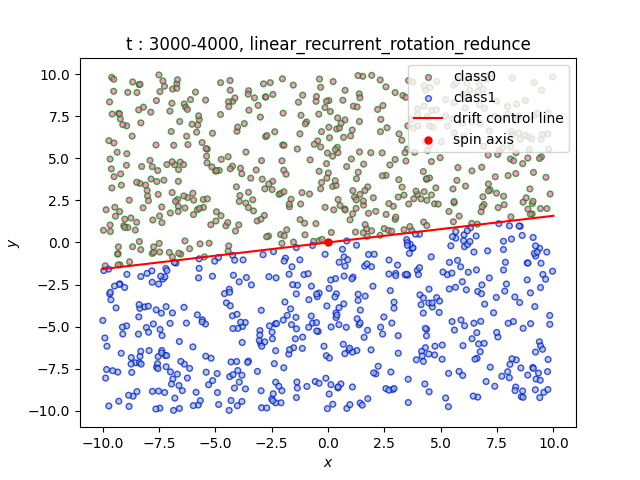 t : 3000-4000, linear_recurrent_rotation_redunce
class0
class1
drift control line
spin axis
10.0
7.5
5.0
2.5
0.0
−2.5
−5.0
−7.5
−10.0
y
−10.0 −7.5 −5.0 −2.5 0.0 2.5 5.0 7.5 10.0
x